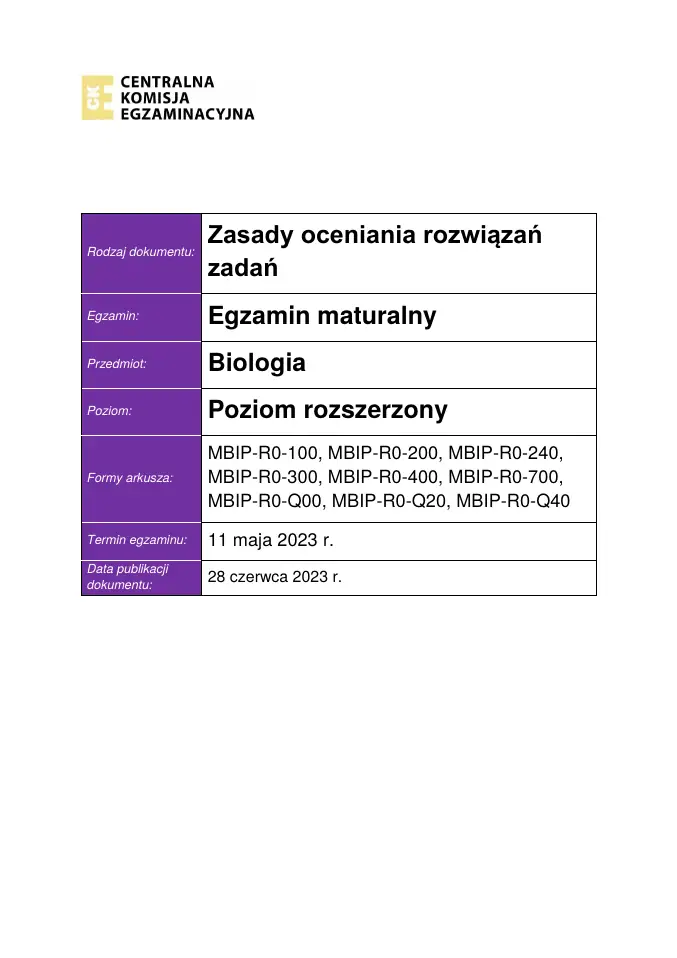 CENTRALNA
KOMISJA
EGZAMINACYJNA
Rodzaj dokumentu:
Zasady oceniania rozwiązań
zadań
Egzamin:
Egzamin maturalny
Przedmiot:
Biologia
Poziom:
Poziom rozszerzony
Formy arkusza:
MBIP-R0-100, MBIP-R0-200, MBIP-R0-240,
MBIP-R0-300, MBIP-R0-400, MBIP-R0-700,
MBIP-R0-Q00, MBIP-R0-Q20, MBIP-R0-Q40
Termin egzaminu:
11 maja 2023 r.
Data publikacji
dokumentu:
28 czerwca 2023 r.